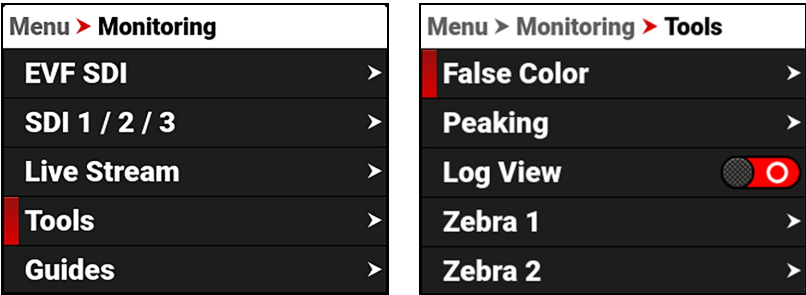 Menu > Monitoring
EVF SDI
SDI 1 / 2 / 3
Live Stream
Tools
Guides
Menu > Monitoring > Tools
False Color
Peaking
Log View
Zebra 1
Zebra 2